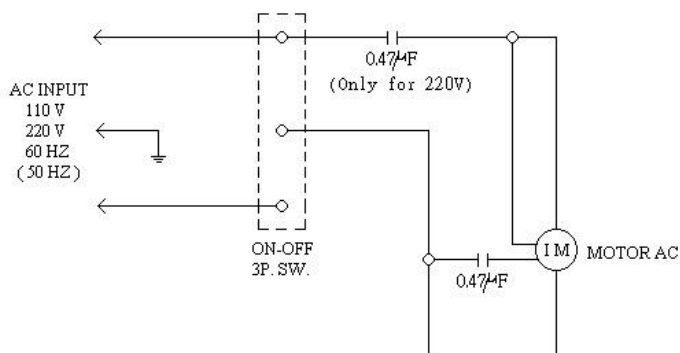 AC INPUT
110 V
220 V
60 HZ
(50 HZ)
0.47µF
(Only for 220V)
ON-OFF
3P. SW.
0.47µF
IM
MOTOR AC